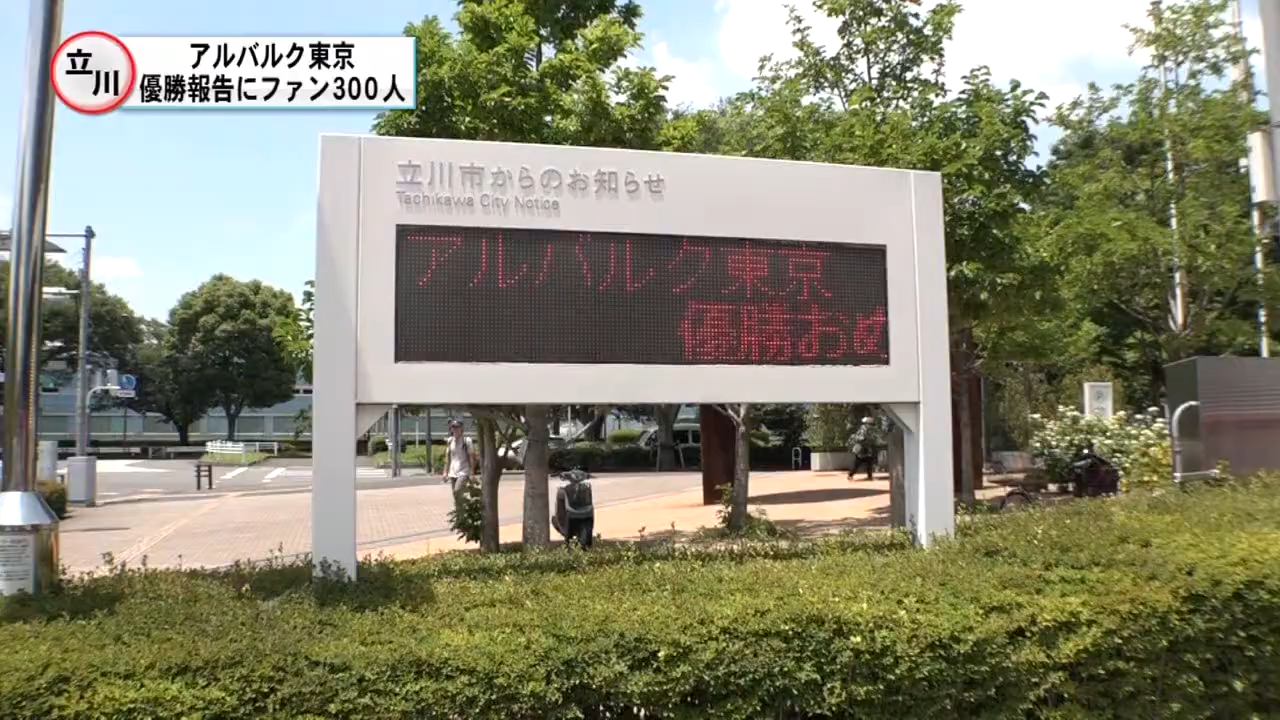 立川
アルバルク東京
優勝報告にファン300人
立川市からのお知らせ
Tachikawa City Notice
アルバルク東京
優勝おめ